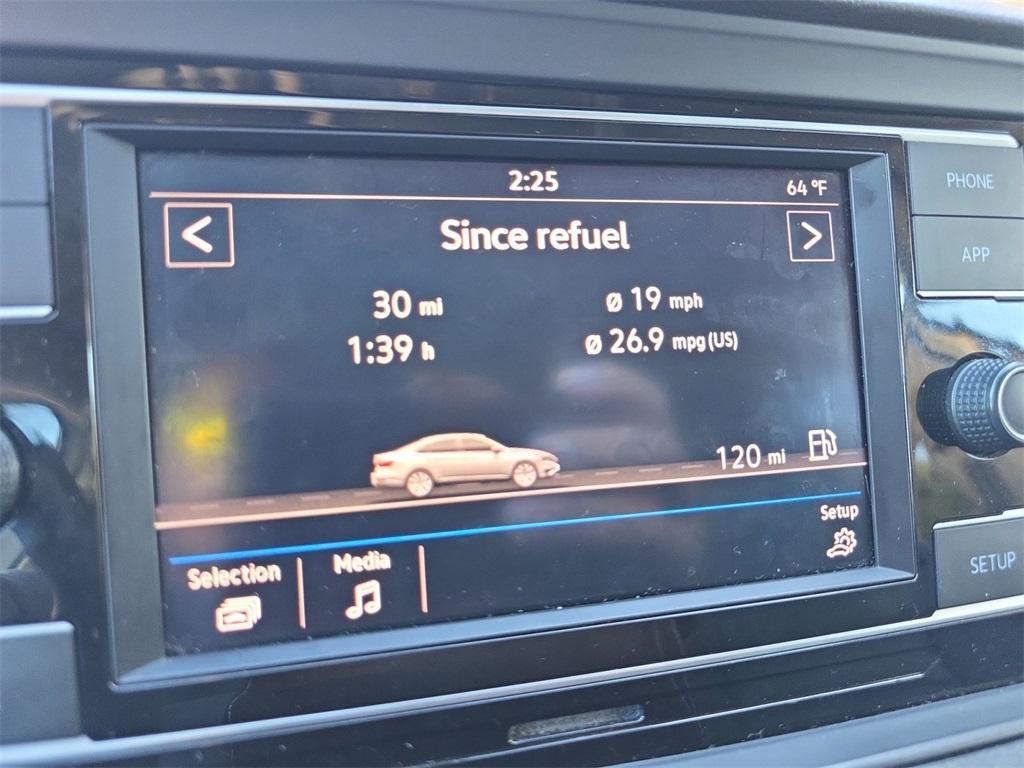 2:25
64 °F
<
Since refuel
>
30 mi
ø 19 mph
1:39 h
ø 26.9 mpg (US)
120 mi
Setup
Selection
Media
PHONE
APP
SETUP